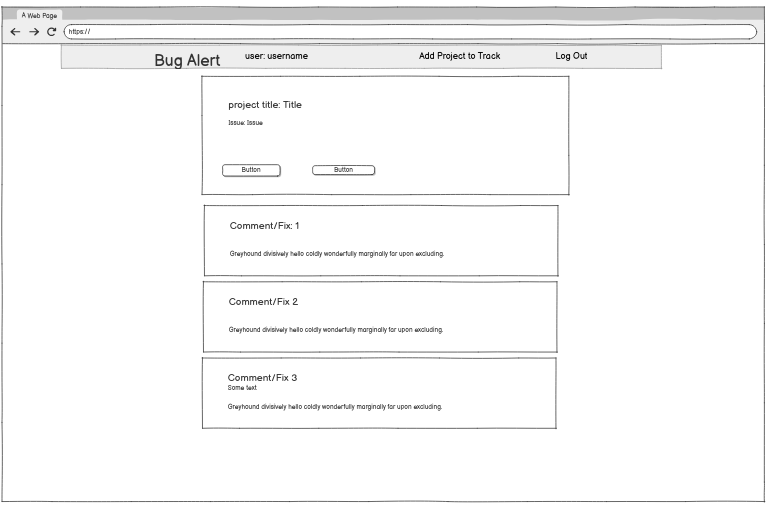 A Web Page
https://
Bug Alert
user: username
Add Project to Track
Log Out
project title: Title
Issue: Issue
Button
Button
Comment/Fix: 1
Greyhound divisively hello coldly wonderfully marginally far upon excluding.
Comment/Fix 2
Greyhound divisively hello coldly wonderfully marginally far upon excluding.
Comment/Fix 3
Some text
Greyhound divisively hello coldly wonderfully marginally far upon excluding.